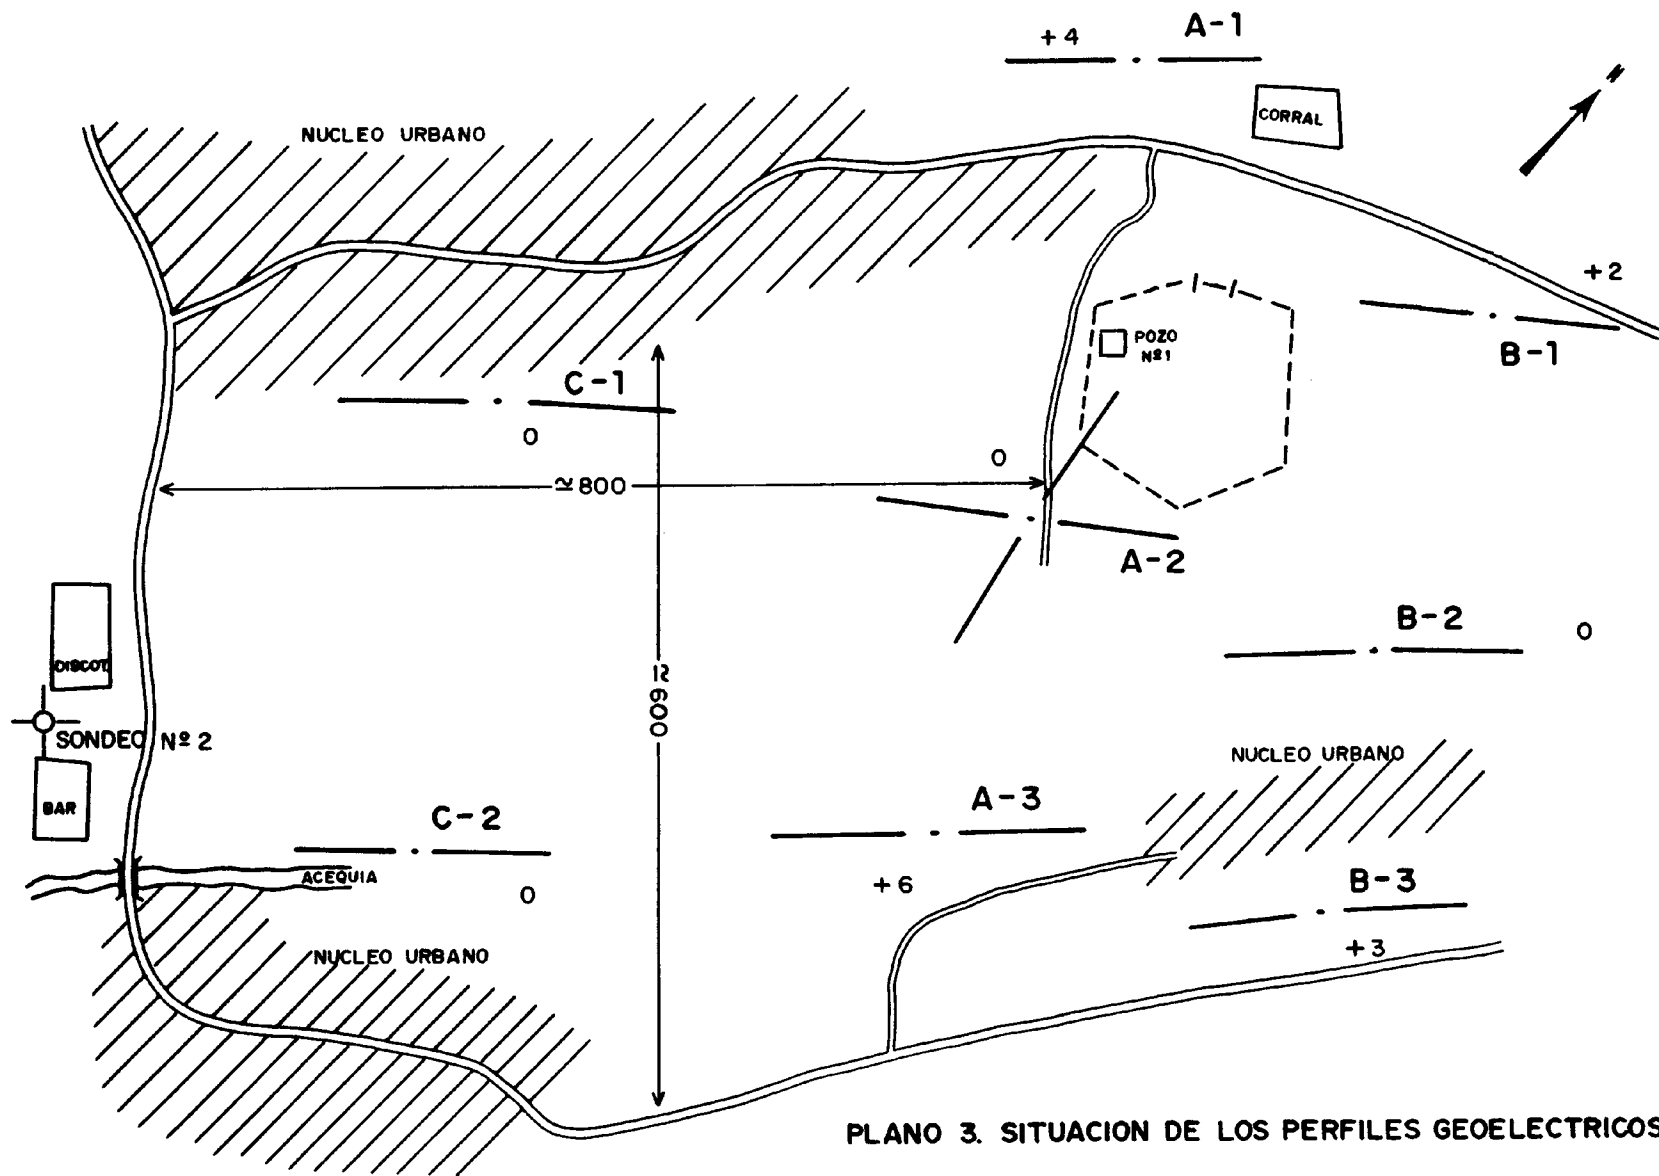 +4
A-1
N
CORRAL
NUCLEO URBANO
+2
POZO
Nº1
B-1
C-1
0
0
≃ 800
A-2
B-2
0
DISCOT.
≃ 600
SONDEO Nº 2
NUCLEO URBANO
BAR
A-3
C-2
ACEQUIA
0
+6
B-3
+3
NUCLEO URBANO
PLANO 3. SITUACION DE LOS PERFILES GEOELECTRICOS